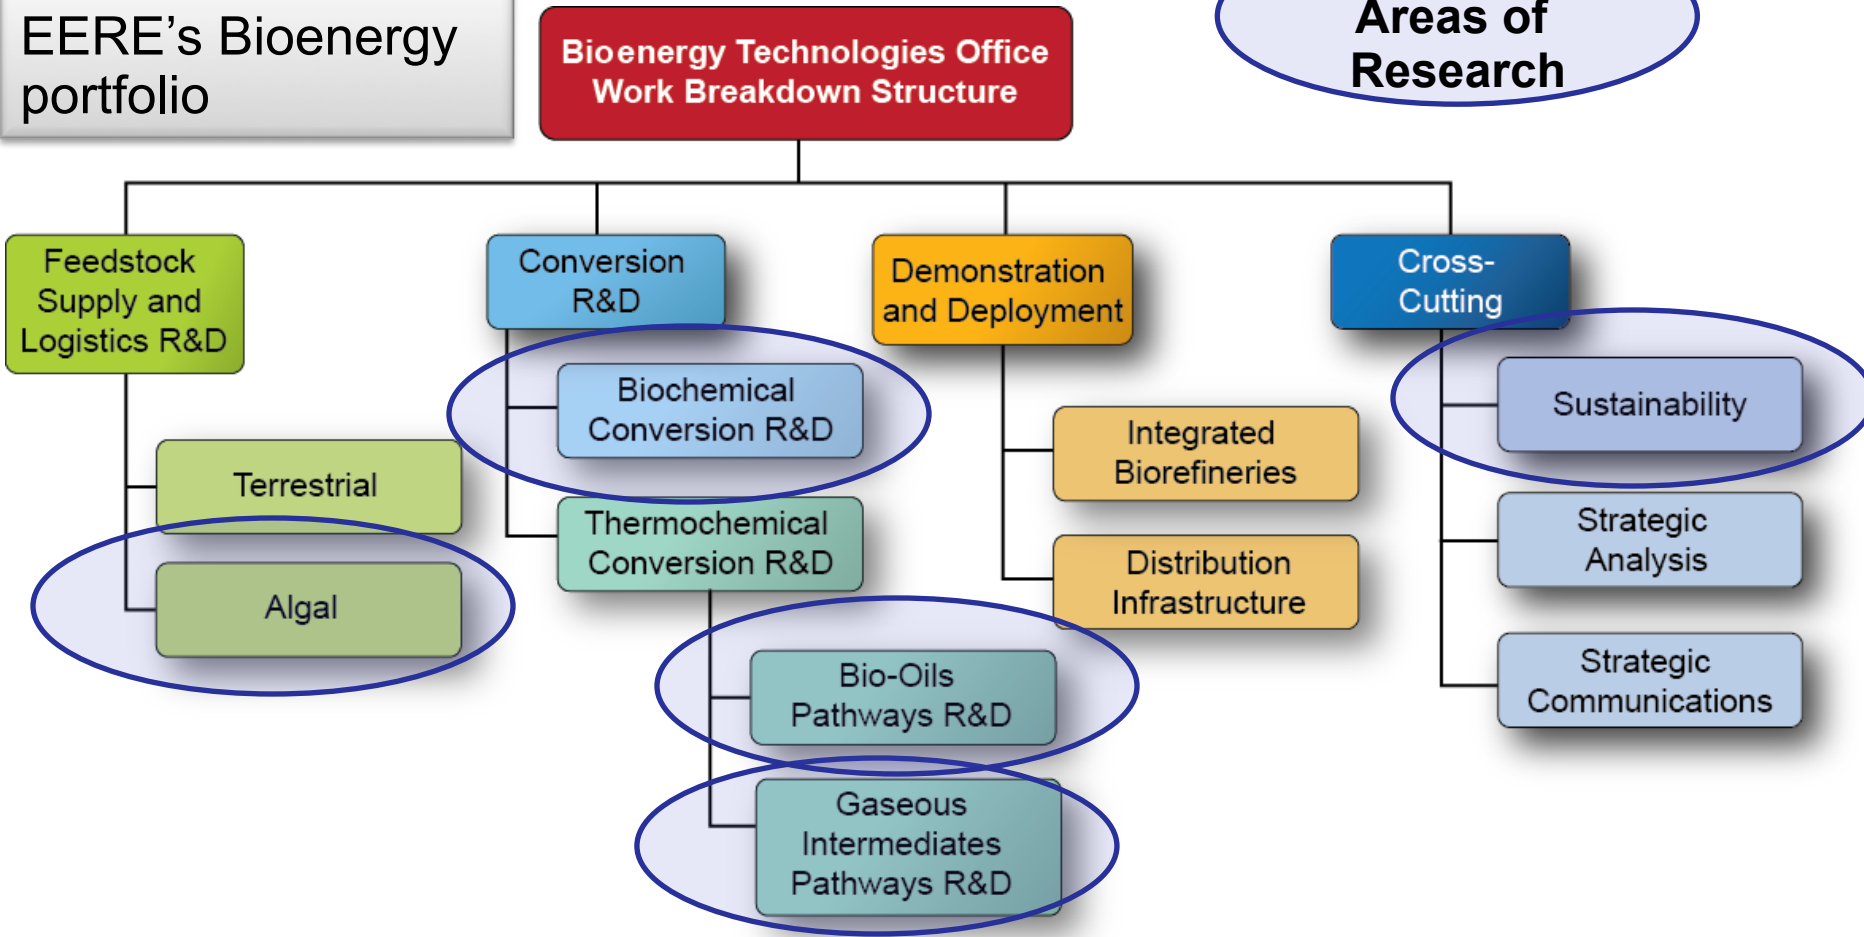 EERE’s Bioenergy
portfolio
Bioenergy Technologies Office
Work Breakdown Structure
Areas of
Research
Feedstock
Supply and
Logistics R&D
Terrestrial
Algal
Conversion
R&D
Biochemical
Conversion R&D
Thermochemical
Conversion R&D
Bio-Oils
Pathways R&D
Gaseous
Intermediates
Pathways R&D
Demonstration
and Deployment
Integrated
Biorefineries
Distribution
Infrastructure
Cross-
Cutting
Sustainability
Strategic
Analysis
Strategic
Communications